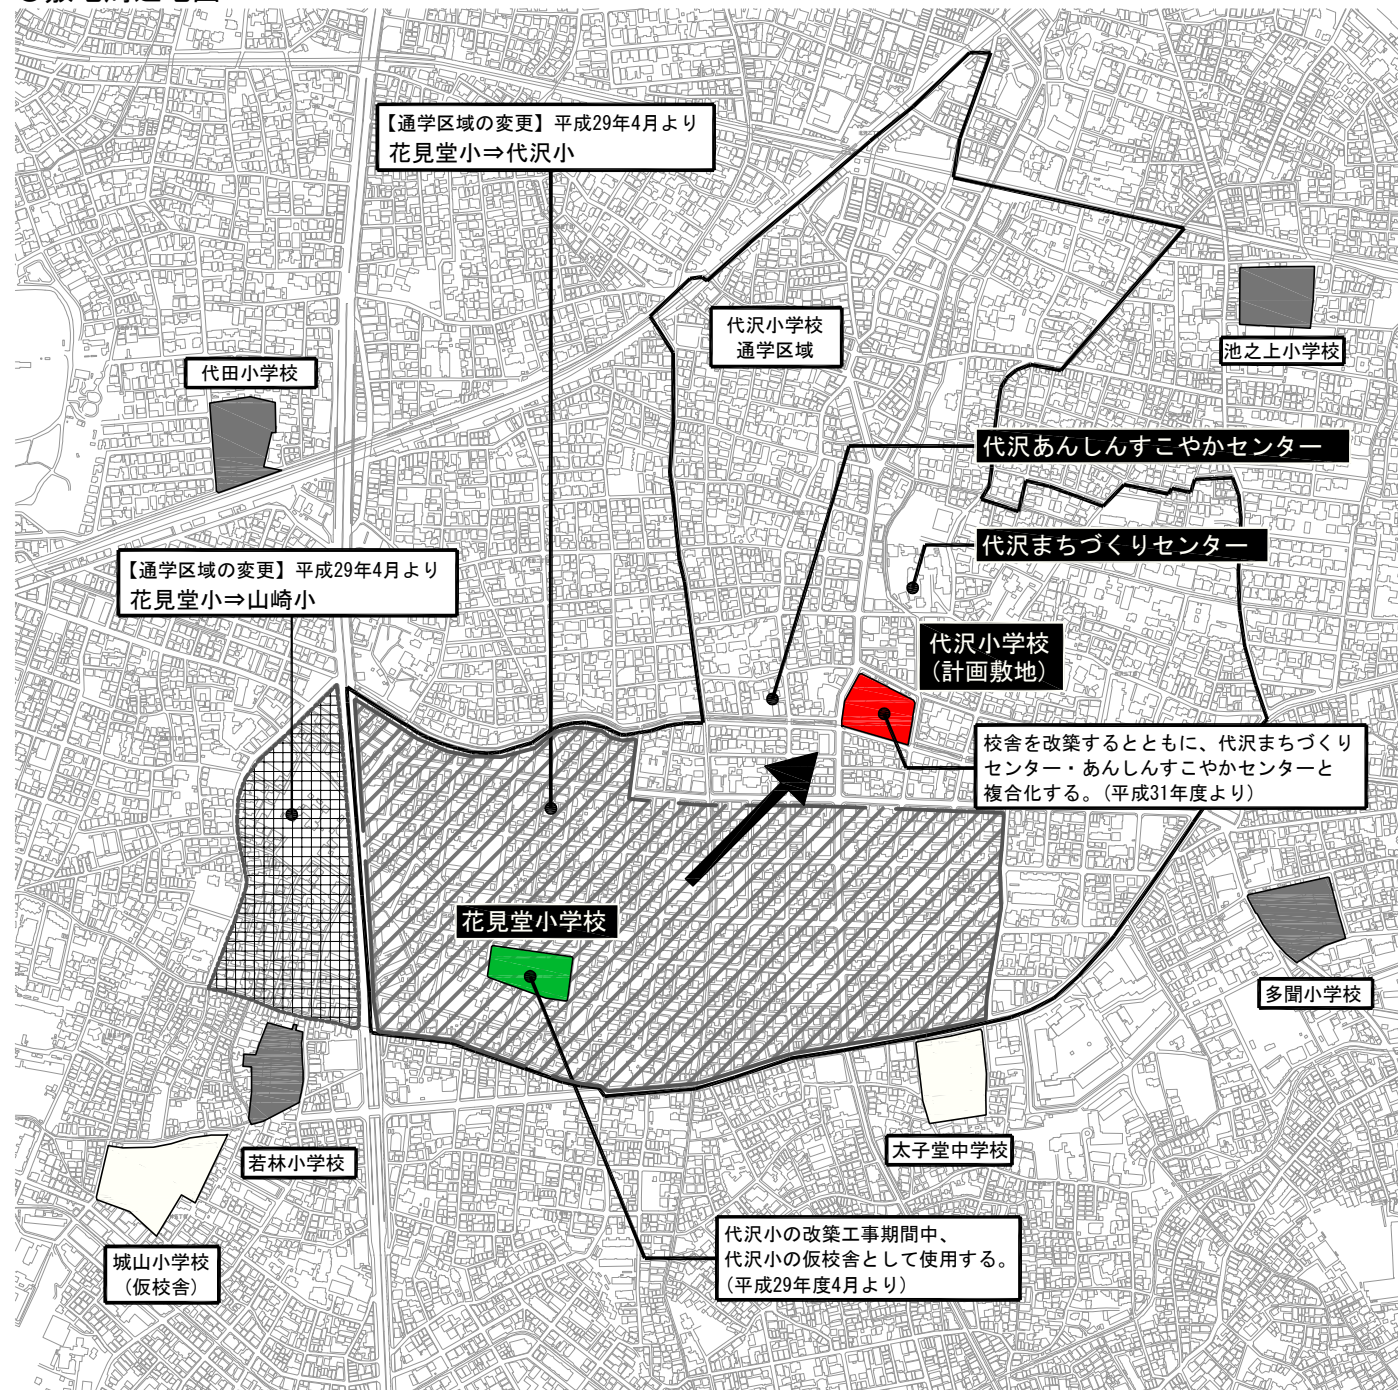 【通学区域の変更】平成29年4月より
花見堂小⇒代沢小
代沢小学校
通学区域
池之上小学校
代田小学校
代沢あんしんすこやかセンター
代沢まちづくりセンター
【通学区域の変更】平成29年4月より
花見堂小⇒山崎小
代沢小学校
(計画敷地)
校舎を改築するとともに、代沢まちづくり
センター・あんしんすこやかセンターと
複合化する。(平成31年度より)
花見堂小学校
多聞小学校
太子堂中学校
若林小学校
代沢小の改築工事期間中、
代沢小の仮校舎として使用する。
(平成29年度4月より)
城山小学校
(仮校舎)